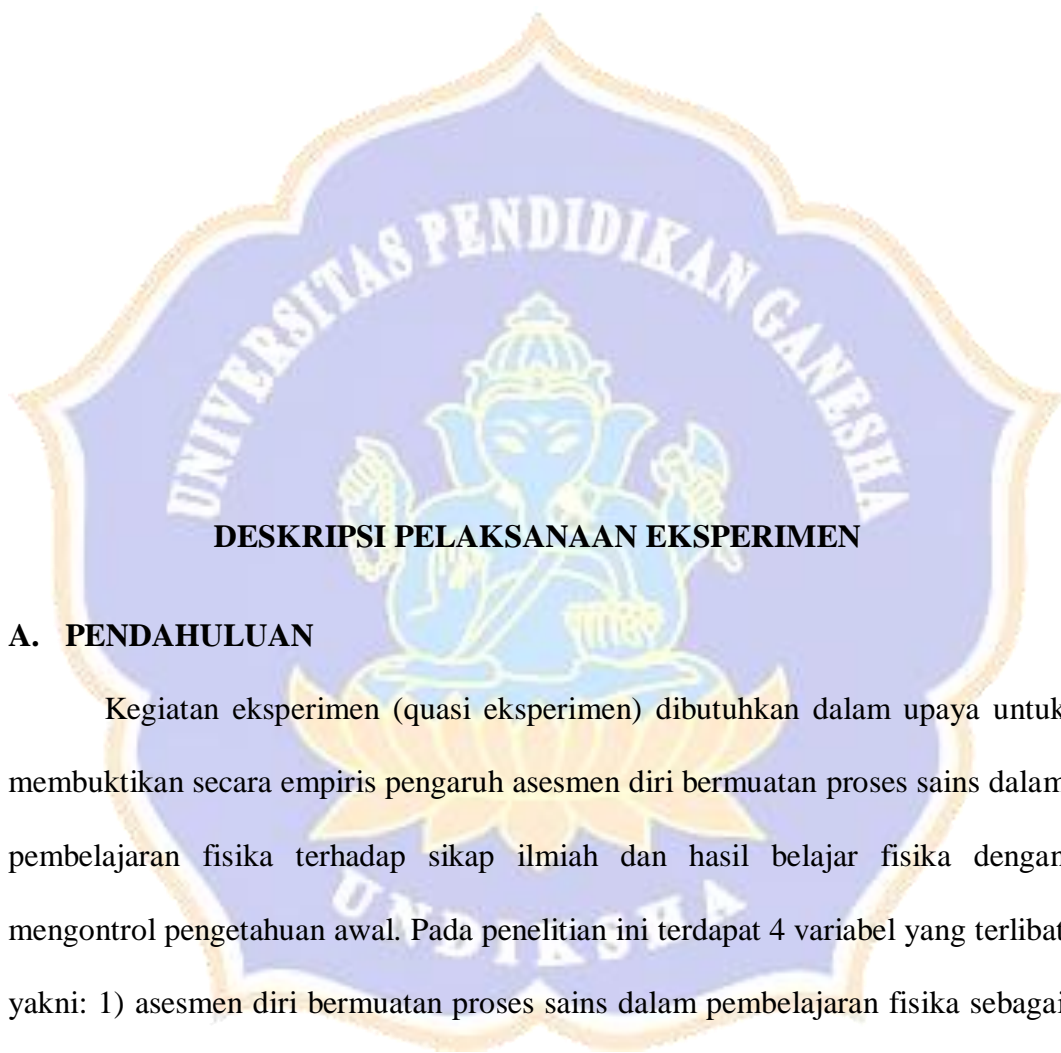 UNIVERSITAS PENDIDIKAN GANESHA
DESKRIPSI PELAKSANAAN EKSPERIMEN
A. PENDAHULUAN
Kegiatan eksperimen (quasi eksperimen) dibutuhkan dalam upaya untuk
membuktikan secara empiris pengaruh asesmen diri bermuatan proses sains dalam
pembelajaran fisika terhadap sikap ilmiah dan hasil belajar fisika dengan
mengontrol pengetahuan awal. Pada penelitian ini terdapat 4 variabel yang terlibat
yakni: 1) asesmen diri bermuatan proses sains dalam pembelajaran fisika sebagai
UNDIKSHA